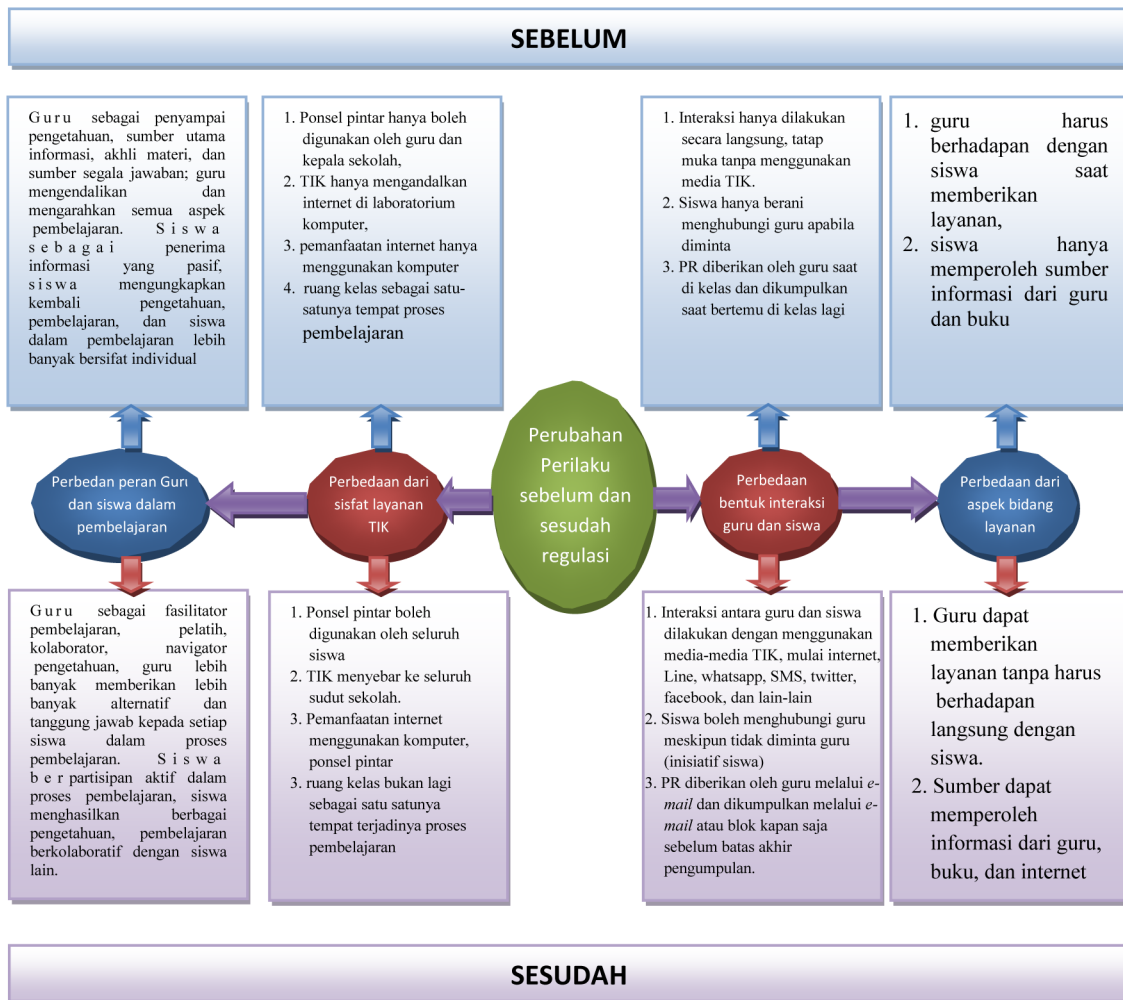 SEBELUM
Guru sebagai penyampai
pengetahuan, sumber utama
informasi, akhli materi, dan
sumber segala jawaban; guru
mengendalikan dan
mengarahkan semua aspek
pembelajaran. Siswa
sebagai penerima
informasi yang pasif,
siswa mengungkapkan
kembali pengetahuan,
pembelajaran, dan siswa
dalam pembelajaran lebih
banyak bersifat individual
1. Ponsel pintar hanya boleh
digunakan oleh guru dan
kepala sekolah,
2. TIK hanya mengandalkan
internet di laboratorium
komputer,
3. pemanfaatan internet hanya
menggunakan komputer
4. ruang kelas sebagai satu-
satunya tempat proses
pembelajaran
1. Interaksi hanya dilakukan
secara langsung, tatap
muka tanpa menggunakan
media TIK.
2. Siswa hanya berani
menghubungi guru apabila
diminta
3. PR diberikan oleh guru saat
di kelas dan dikumpulkan
saat bertemu di kelas lagi
1. guru harus
berhadapan dengan
siswa saat
memberikan
layanan,
2. siswa hanya
memperoleh sumber
informasi dari guru
dan buku
Perbedan peran Guru
dan siswa dalam
pembelajaran
Perbedaan dari
sisfat layanan
TIK
Perubahan
Perilaku
sebelum dan
sesudah
regulasi
Perbedaan
bentuk interaksi
guru dan siswa
Perbedaan dari
aspek bidang
layanan
Guru sebagai fasilitator
pembelajaran, pelatih,
kolaborator, navigator
pengetahuan, guru lebih
banyak memberikan lebih
banyak alternatif dan
tanggung jawab kepada setiap
siswa dalam proses
pembelajaran. Siswa
berpartisipan aktif dalam
proses pembelajaran, siswa
menghasilkan berbagai
pengetahuan, pembelajaran
berkolaboratif dengan siswa
lain.
1. Ponsel pintar boleh
digunakan oleh seluruh
siswa
2. TIK menyebar ke seluruh
sudut sekolah.
3. Pemanfaatan internet
menggunakan komputer,
ponsel pintar
3. ruang kelas bukan lagi
sebagai satu satunya
tempat terjadinya proses
pembelajaran
1. Interaksi antara guru dan siswa
dilakukan dengan menggunakan
media-media TIK, mulai internet,
Line, whatsapp, SMS, twitter,
facebook, dan lain-lain
2. Siswa boleh menghubungi guru
meskipun tidak diminta guru
(inisiatif siswa)
3. PR diberikan oleh guru melalui e-
mail dan dikumpulkan melalui e-
mail atau blok kapan saja
sebelum batas akhir
pengumpulan.
1. Guru dapat
memberikan
layanan tanpa harus
berhadapan
langsung dengan
siswa.
2. Sumber dapat
memperoleh
informasi dari guru,
buku, dan internet
SESUDAH